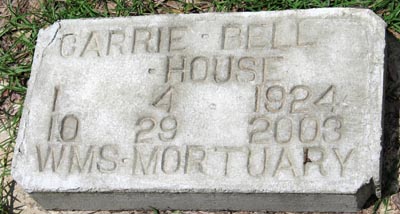 CARRIE BELL
HOUSE
1 4 1924
10 29 2003
WMS-MORTUARY